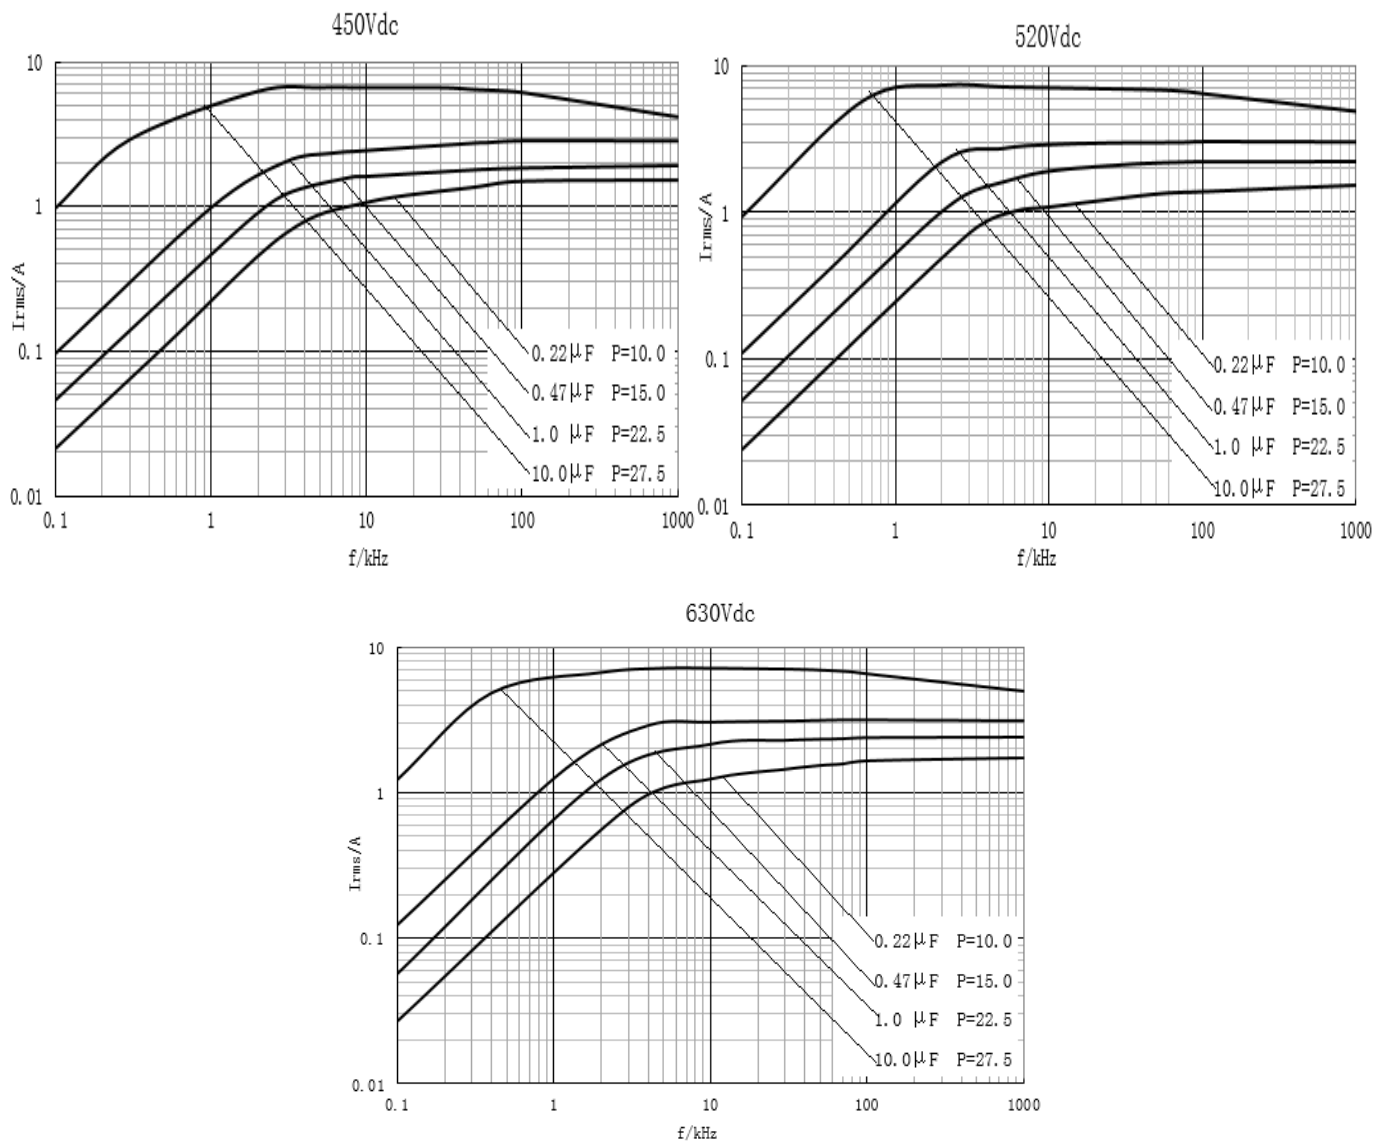 450Vdc
10
1
0.1
0.01
Irms/A
0.22μF P=10.0
0.47μF P=15.0
1.0 μF P=22.5
10.0μF P=27.5
0.1 1 10 100 1000
f/kHz
520Vdc
10
1
0.1
0.01
Irms/A
0.22μF P=10.0
0.47μF P=15.0
1.0 μF P=22.5
10.0μF P=27.5
0.1 1 10 100 1000
f/kHz
630Vdc
10
1
0.1
0.01
Irms/A
0.22μF P=10.0
0.47μF P=15.0
1.0 μF P=22.5
10.0μF P=27.5
0.1 1 10 100 1000
f/kHz